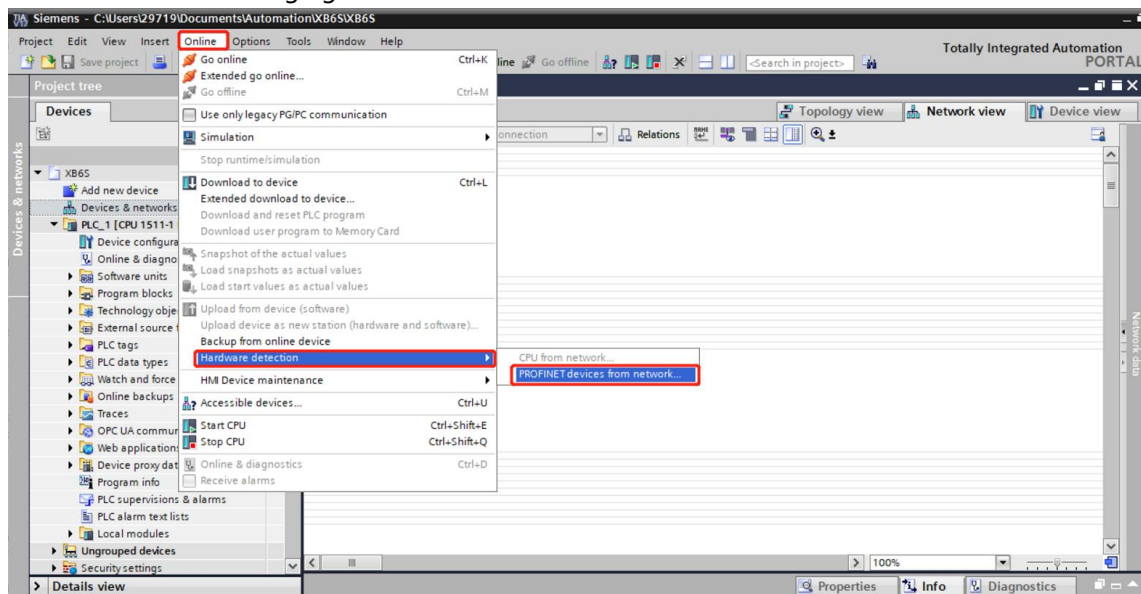 Siemens - C:\Users\29719\Documents\Automation\XB6S\XB6S
Project Edit View Insert Online Options Tools Window Help
Totally Integrated Automation
PORTAL
Save project
Go offline
<Search in project>
Project tree
Devices
Topology view
Network view
Device view
Relations
Devices & networks
XB6S
Add new device
Devices & networks
PLC_1 [CPU 1511-1
Device configura
Online & diagno
Software units
Program blocks
Technology obje
External source f
PLC tags
PLC data types
Watch and force
Online backups
Traces
OPC UA commun
Web applications
Device proxy dat
Program info
PLC supervisions & alarms
PLC alarm text lists
Local modules
Ungrouped devices
Security settings
Details view
Go online Ctrl+K
Extended go online...
Go offline Ctrl+M
Use only legacy PG/PC communication
Simulation
Stop runtime/simulation
Download to device Ctrl+L
Extended download to device...
Download and reset PLC program
Download user program to Memory Card
Snapshot of the actual values
Load snapshots as actual values
Load start values as actual values
Upload from device (software)
Upload device as new station (hardware and software)...
Backup from online device
Hardware detection
HMI Device maintenance
Accessible devices... Ctrl+U
Start CPU Ctrl+Shift+E
Stop CPU Ctrl+Shift+Q
Online & diagnostics Ctrl+D
Receive alarms
CPU from network...
PROFINET devices from network...
Network data
100%
Properties
Info
Diagnostics